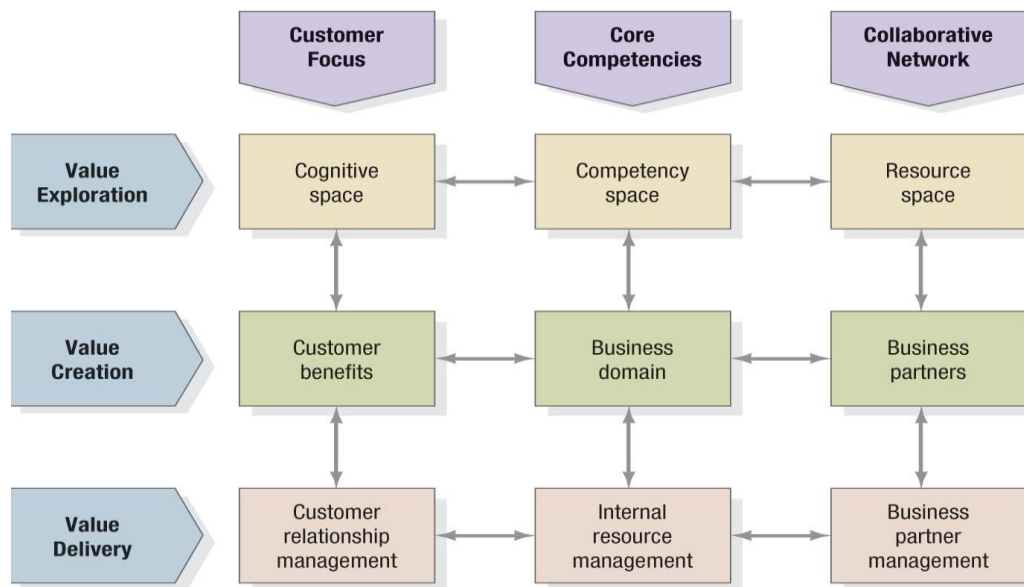 Customer
Focus
Core
Competencies
Collaborative
Network
Value
Exploration
Cognitive
space
Competency
space
Resource
space
Value
Creation
Customer
benefits
Business
domain
Business
partners
Value
Delivery
Customer
relationship
management
Internal
resource
management
Business
partner
management